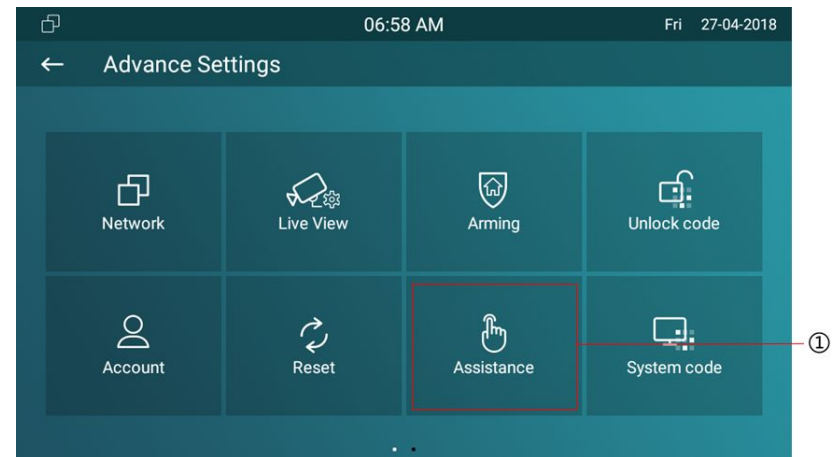 06:58 AM Fri 27-04-2018
← Advance Settings
Network Live View Arming Unlock code
Account Reset Assistance System code
①